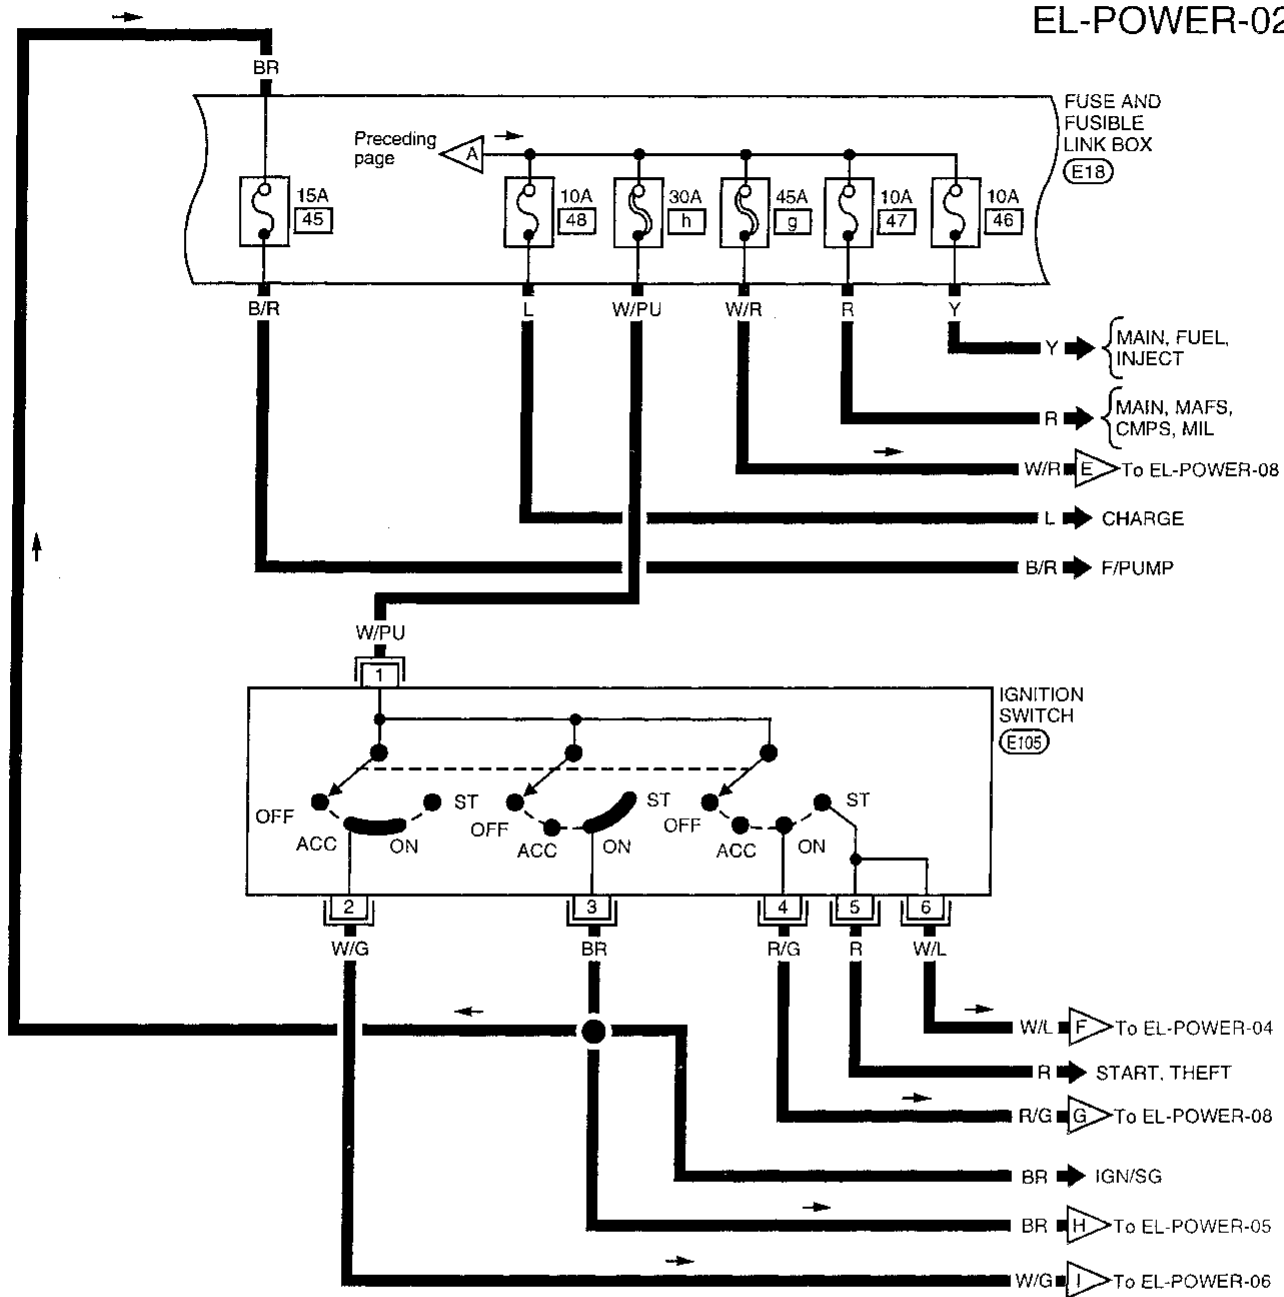 EL-POWER-02
BR
FUSE AND
FUSIBLE
LINK BOX
E18
Preceding
page
A
15A
45
10A
48
30A
h
45A
g
10A
47
10A
46
B/R
L
W/PU
W/R
R
Y
Y
MAIN, FUEL,
INJECT
R
MAIN, MAFS,
CMPS, MIL
W/R E To EL-POWER-08
L CHARGE
B/R F/PUMP
W/PU
1
IGNITION
SWITCH
E105
OFF
ACC
ON
ST
OFF
ACC
ON
ST
OFF
ACC
ON
ST
2
3
4
5
6
W/G
BR
R/G
R
W/L
W/L F To EL-POWER-04
R START, THEFT
R/G G To EL-POWER-08
BR IGN/SG
BR H To EL-POWER-05
W/G I To EL-POWER-06